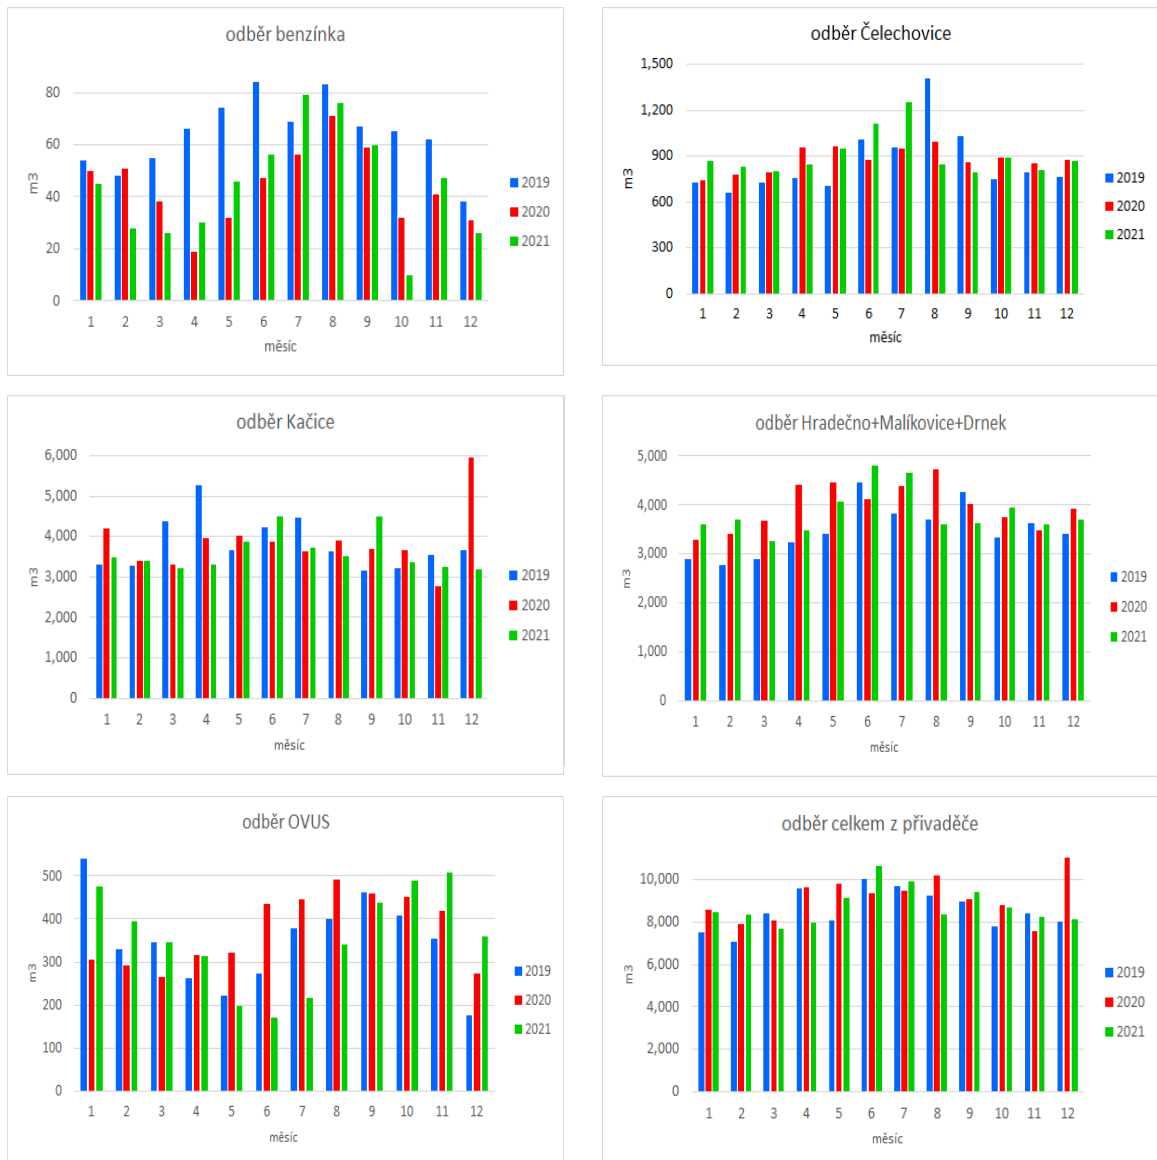 odběr benzínka
80
60
40
20
0
m3
1 2 3 4 5 6 7 8 9 10 11 12
měsíc
2019
2020
2021
odběr Čelechovice
1,500
1,200
900
600
300
0
m3
1 2 3 4 5 6 7 8 9 10 11 12
měsíc
2019
2020
2021
odběr Kačice
6,000
5,000
4,000
3,000
2,000
1,000
0
m3
1 2 3 4 5 6 7 8 9 10 11 12
měsíc
2019
2020
2021
odběr Hradečno+Malíkovice+Drnek
5,000
4,000
3,000
2,000
1,000
0
m3
1 2 3 4 5 6 7 8 9 10 11 12
měsíc
2019
2020
2021
odběr OVUS
500
400
300
200
100
0
m3
1 2 3 4 5 6 7 8 9 10 11 12
měsíc
2019
2020
2021
odběr celkem z přivaděče
10,000
8,000
6,000
4,000
2,000
0
m3
1 2 3 4 5 6 7 8 9 10 11 12
měsíc
2019
2020
2021